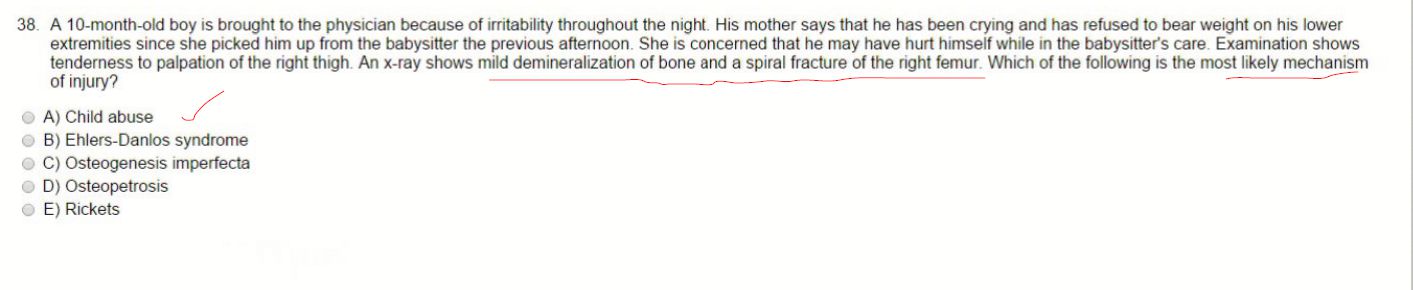 38. A 10-month-old boy is brought to the physician because of irritability throughout the night. His mother says that he has been crying and has refused to bear weight on his lower
extremities since she picked him up from the babysitter the previous afternoon. She is concerned that he may have hurt himself while in the babysitter's care. Examination shows
tenderness to palpation of the right thigh. An x-ray shows mild demineralization of bone and a spiral fracture of the right femur. Which of the following is the most likely mechanism
of injury?
A) Child abuse
B) Ehlers-Danlos syndrome
C) Osteogenesis imperfecta
D) Osteopetrosis
E) Rickets